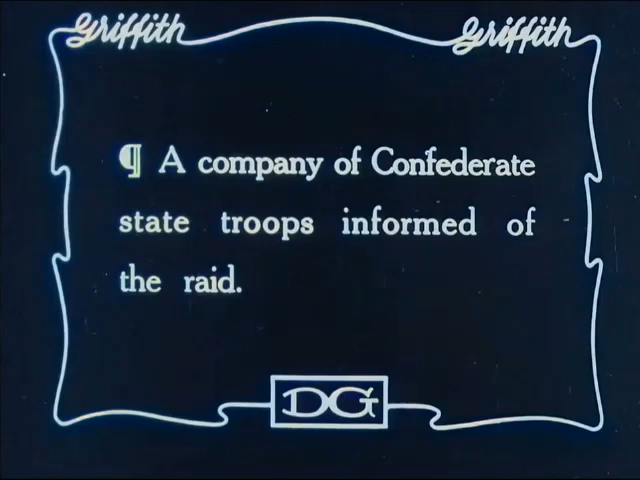 Griffith Griffith
¶ A company of Confederate
state troops informed of
the raid.
DG